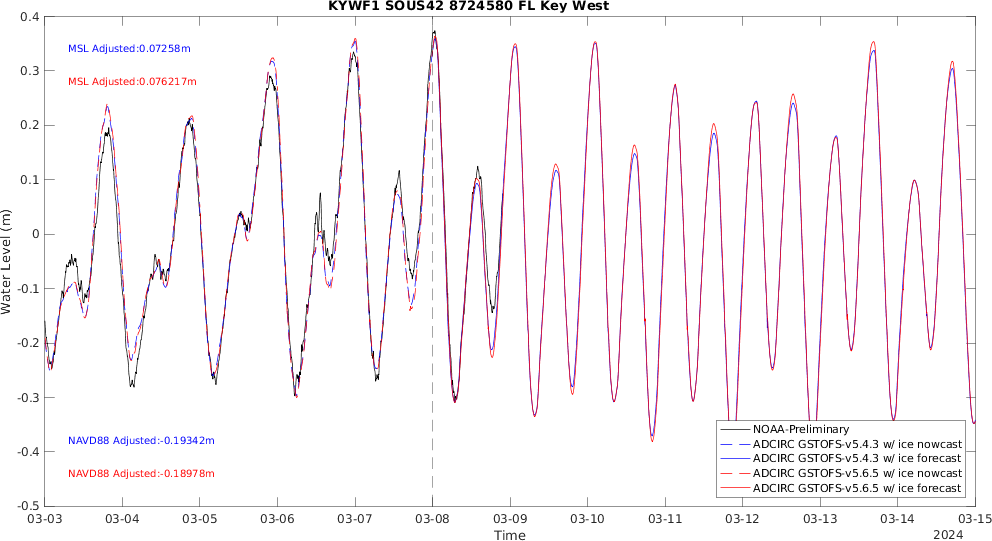 KYWF1 SOUS42 8724580 FL Key West
0.4
0.3
0.2
0.1
0
-0.1
-0.2
-0.3
-0.4
-0.5
Water Level (m)
MSL Adjusted:0.07258m
MSL Adjusted:0.076217m
NAVD88 Adjusted:-0.19342m
NAVD88 Adjusted:-0.18978m
NOAA-Preliminary
ADCIRC GSTOFS-v5.4.3 w/ ice nowcast
ADCIRC GSTOFS-v5.4.3 w/ ice forecast
ADCIRC GSTOFS-v5.6.5 w/ ice nowcast
ADCIRC GSTOFS-v5.6.5 w/ ice forecast
03-03 03-04 03-05 03-06 03-07 03-08 03-09 03-10 03-11 03-12 03-13 03-14 03-15
Time
2024